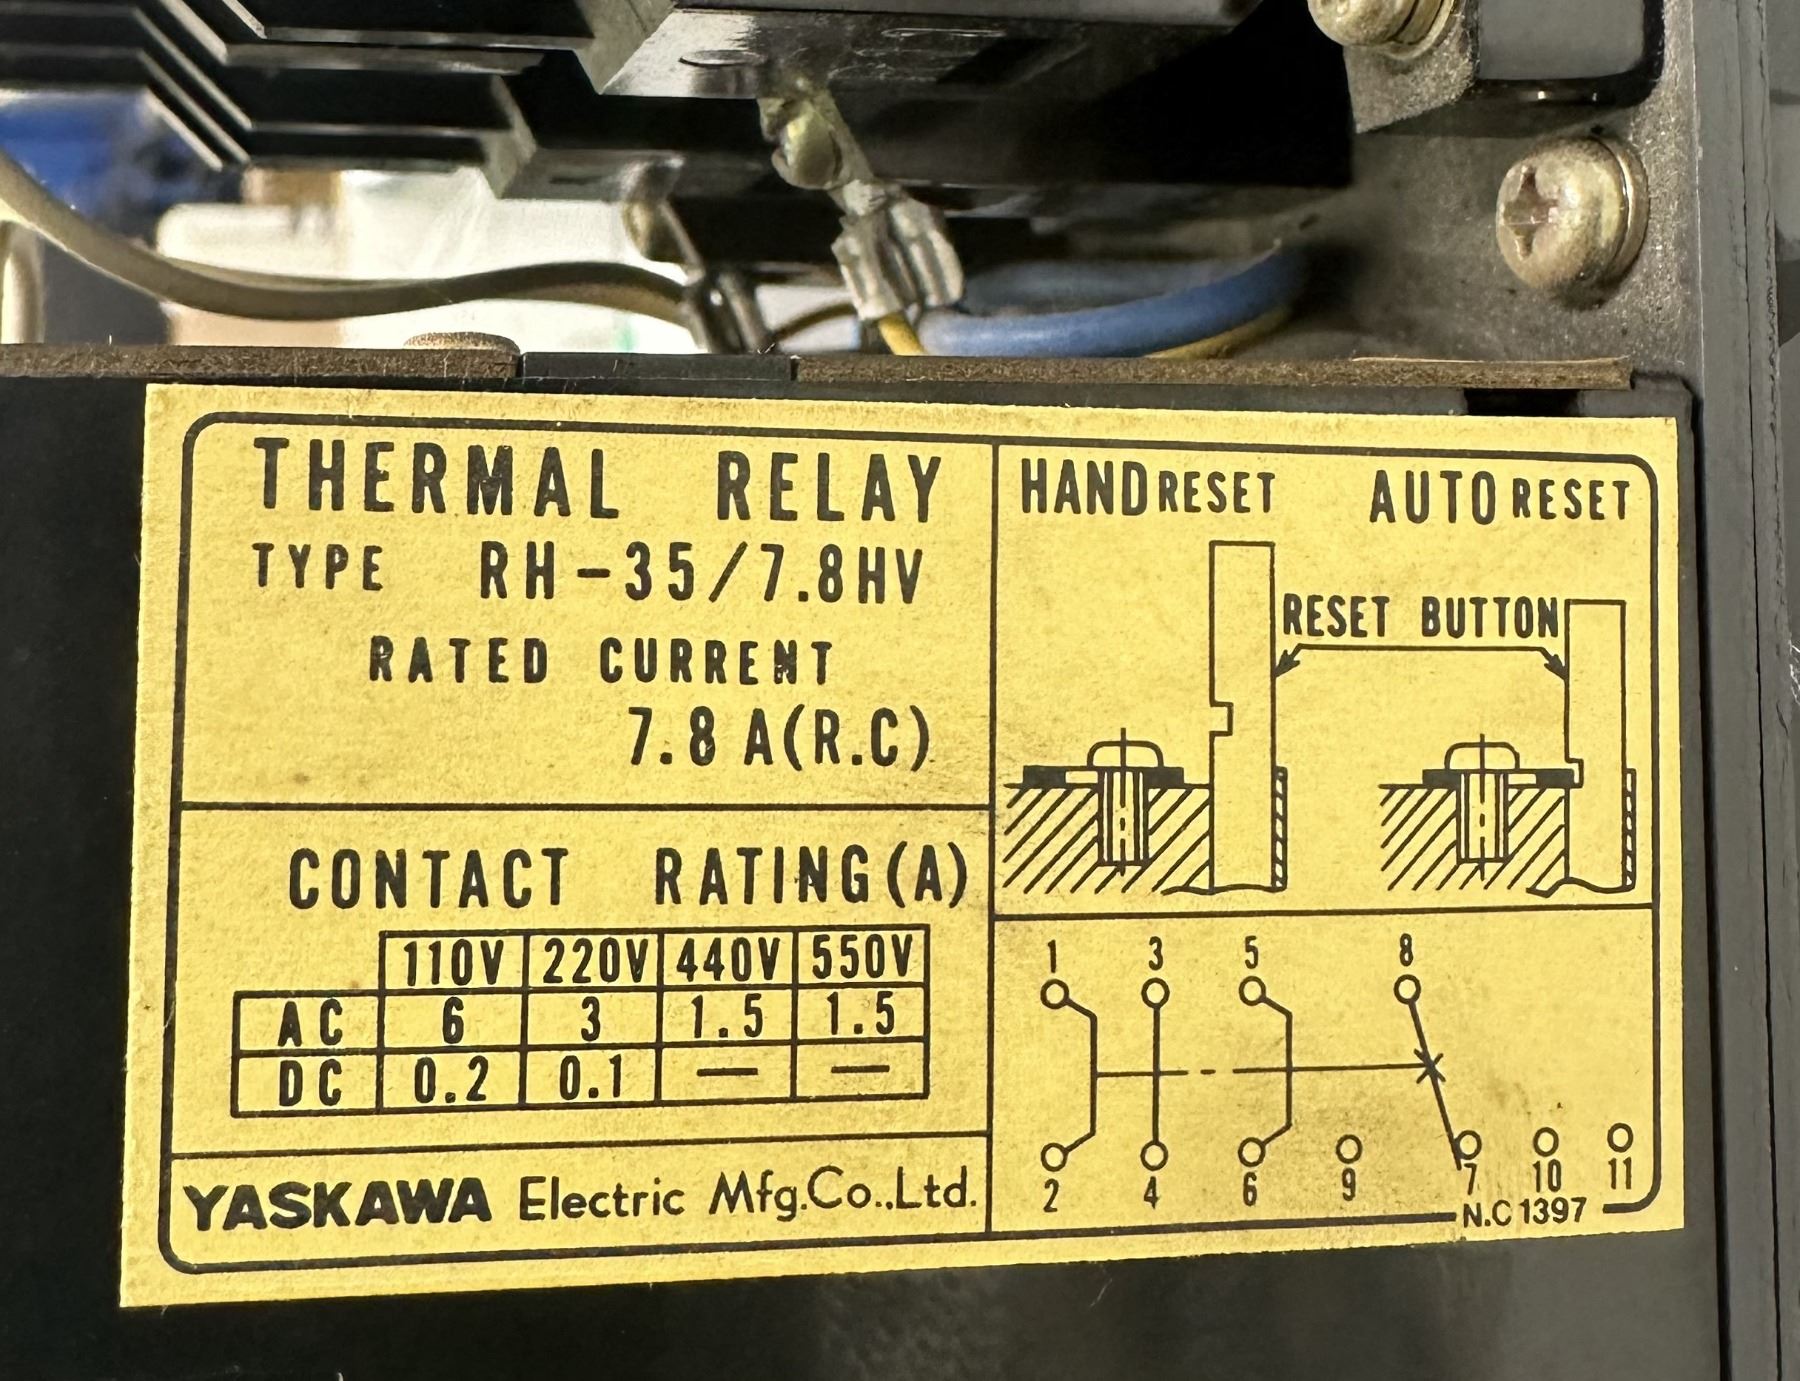 THERMAL RELAY
TYPE RH-35/7.8HV
RATED CURRENT
7.8 A(R.C)
CONTACT RATING(A)
110V 220V 440V 550V
AC 6 3 1.5 1.5
DC 0.2 0.1 — —
YASKAWA Electric Mfg.Co.,Ltd.
HAND RESET AUTO RESET
RESET BUTTON
1 3 5 8
2 4 6 9 7 10 11
N.C 1397